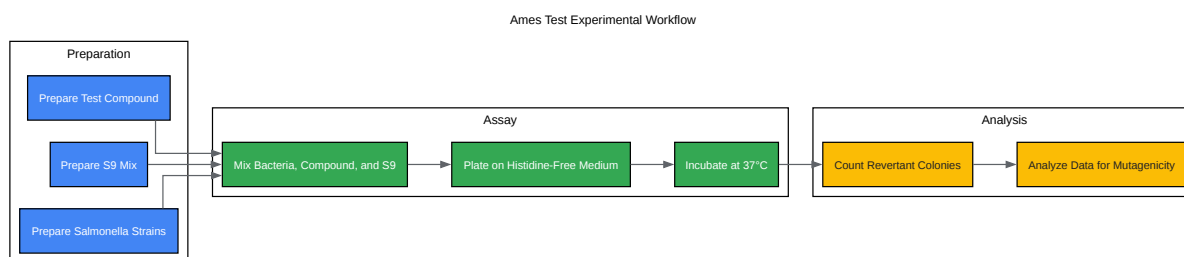 Ames Test Experimental Workflow
Preparation
Prepare Test Compound
Prepare S9 Mix
Prepare Salmonella Strains
Assay
Mix Bacteria, Compound, and S9
Plate on Histidine-Free Medium
Incubate at 37°C
Analysis
Count Revertant Colonies
Analyze Data for Mutagenicity